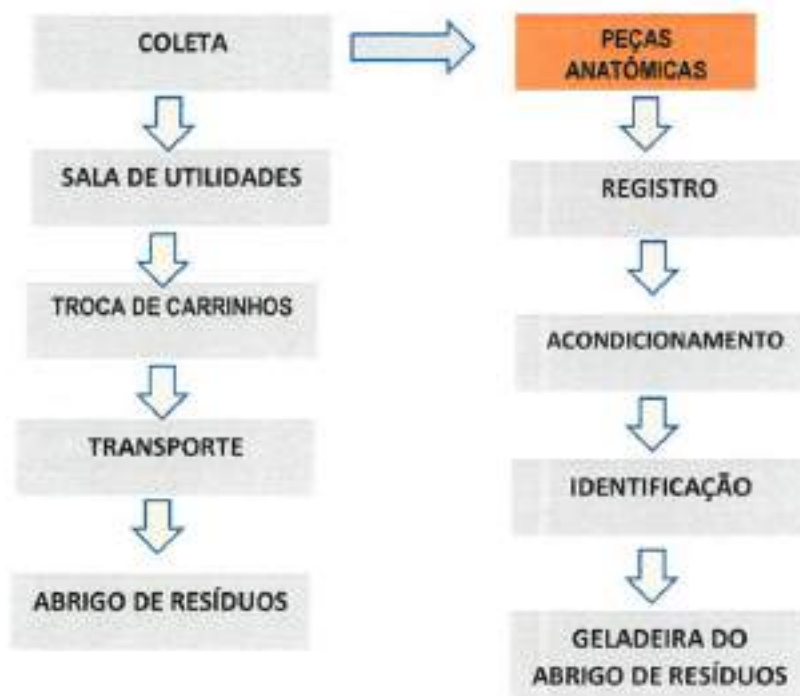 COLETA
SALA DE UTILIDADES
TROCA DE CARRINHOS
TRANSPORTE
ABRIGO DE RESÍDUOS
PEÇAS
ANATÔMICAS
REGISTRO
ACONDICIONAMENTO
IDENTIFICAÇÃO
GELADEIRA DO
ABRIGO DE RESÍDUOS